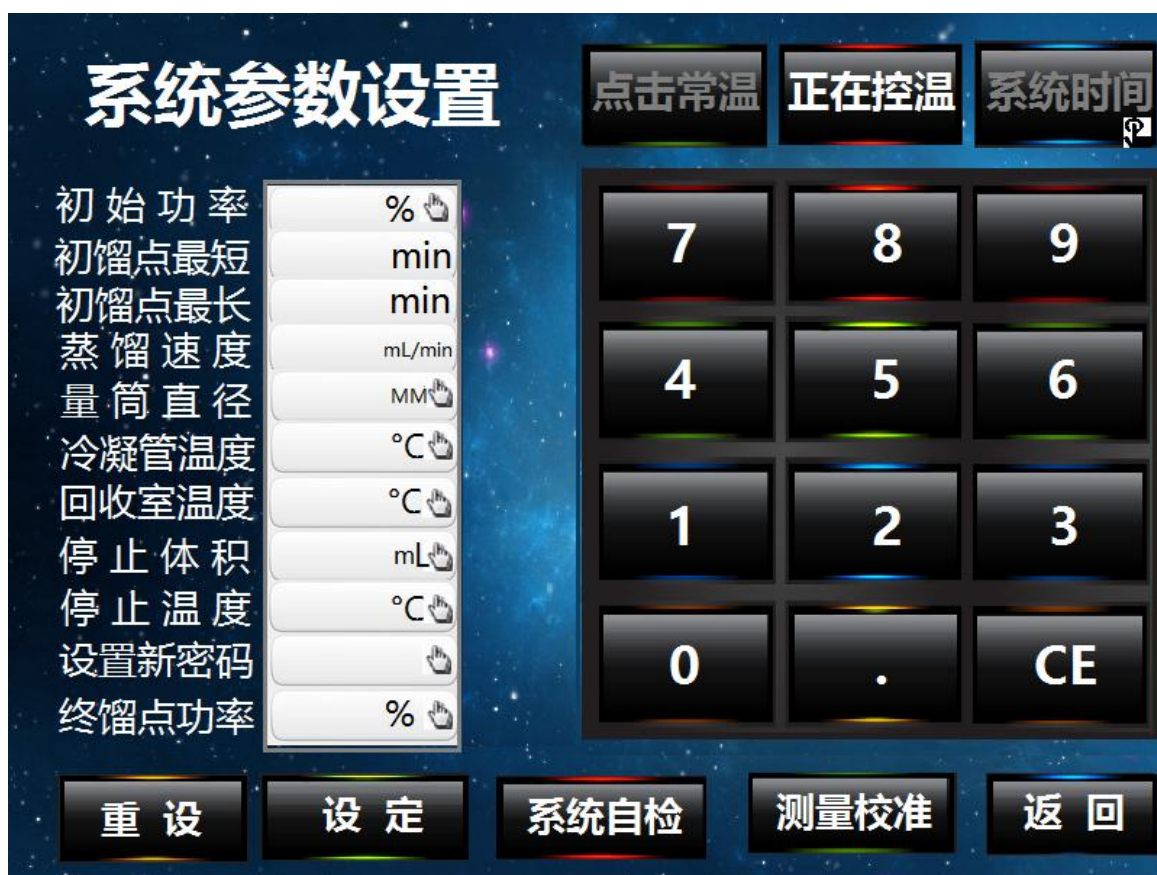 系统参数设置
点击常温 正在控温 系统时间
初始功率 %
初馏点最短 min
初馏点最长 min
蒸馏速度 mL/min
量筒直径 MM
冷凝管温度 °C
回收室温度 °C
停止体积 mL
停止温度 °C
设置新密码
终馏点功率 %
7 8 9
4 5 6
1 2 3
0 . CE
重设 设定 系统自检 测量校准 返回